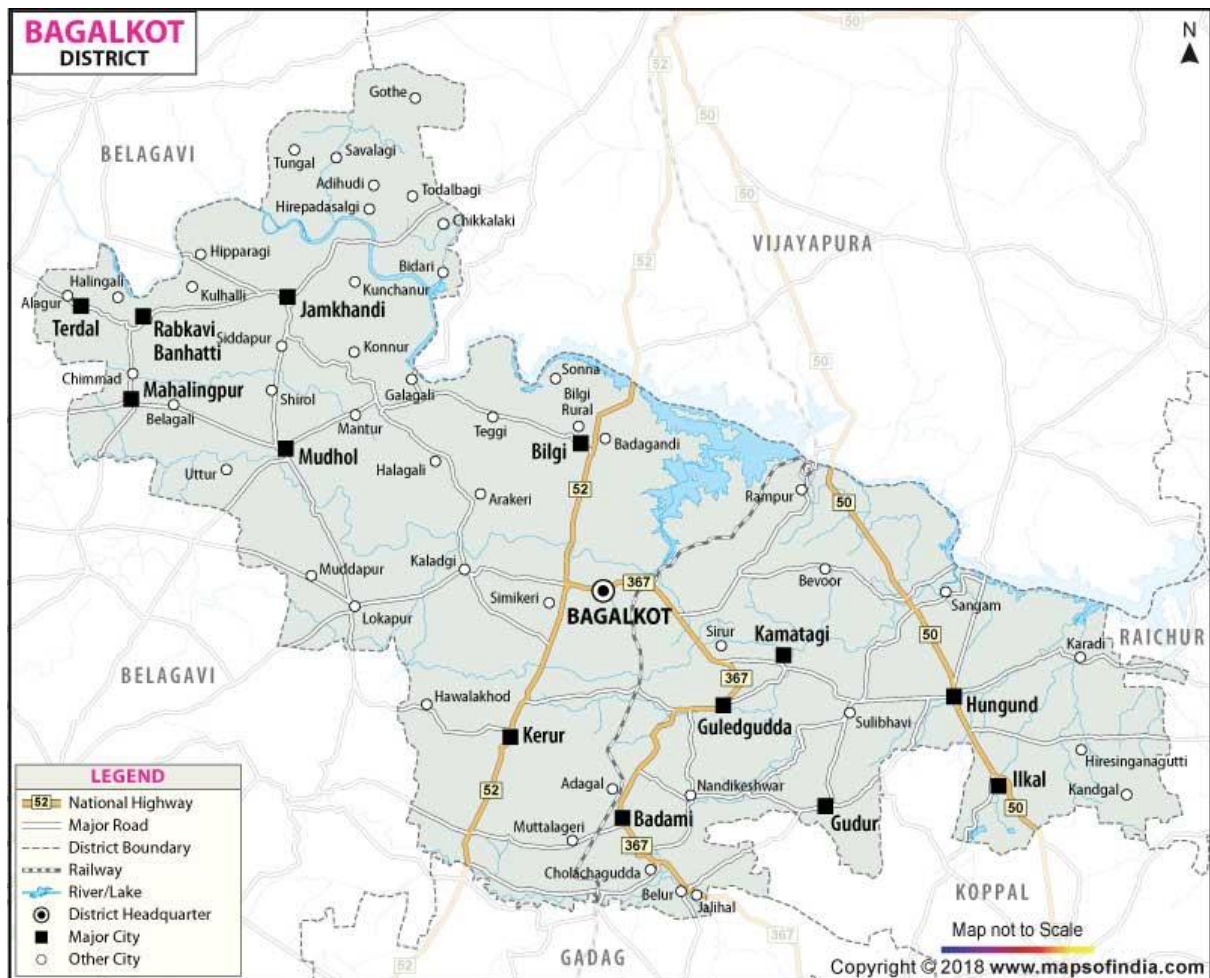 BAGALKOT
DISTRICT
N
52
50
Gothe
BELAGAVI
Tungal
Savalagi
50
Adihudi
Todalbagi
Hirepadasalgi
Chikkalaki
50
VIJAYAPURA
Hipparagi
52
Bidari
Halingali
Kulhalli
Kunchanur
Alagur
Terdal
Rabkavi
Banhatti
Jamkhandi
Siddapur
Konnur
50
Chimmad
Mahalingpur
Shirol
Galagali
Sonna
Bilgi
Rural
Belagali
Mantur
Teggi
Mudhol
Bilgi
Badagandi
Uttur
Halagali
52
Arakeri
Rampur
50
Muddapur
Kaladgi
367
Bevoor
Lokapur
Simikeri
BAGALKOT
Sangam
50
Sirur
Kamatagi
Karadi
RAICHUR
BELAGAVI
367
Hawalakhod
Guledgudda
Sulibhavi
Hungund
Kerur
Hiresinganagutti
Adagal
Nandikeshwar
Ilkal
Kandgal
52
Badami
Gudur
50
Muttalageri
367
Cholachagudda
Belur
Jalihal
KOPPAL
367
GADAG
LEGEND
52 National Highway
Major Road
District Boundary
Railway
River/Lake
District Headquarter
Major City
Other City
Map not to Scale
Copyright © 2018 www.mapsofindia.com